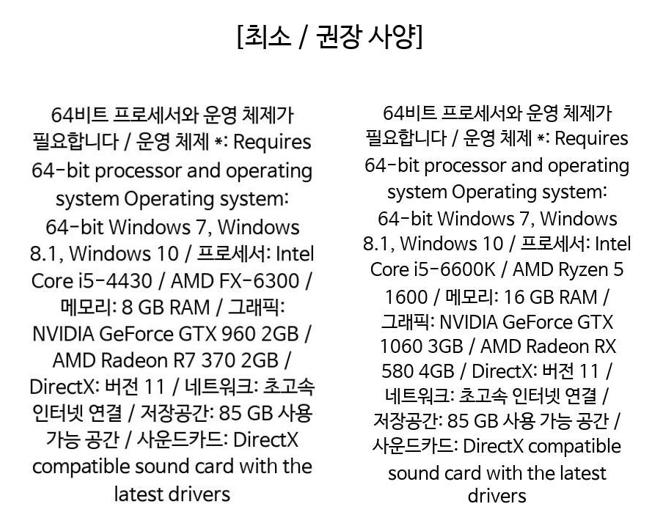 [최소 / 권장 사양]
64비트 프로세서와 운영 체제가
필요합니다 / 운영 체제 *: Requires
64-bit processor and operating
system Operating system:
64-bit Windows 7, Windows
8.1, Windows 10 / 프로세서: Intel
Core i5-4430 / AMD FX-6300 /
메모리: 8 GB RAM / 그래픽:
NVIDIA GeForce GTX 960 2GB /
AMD Radeon R7 370 2GB /
DirectX: 버전 11 / 네트워크: 초고속
인터넷 연결 / 저장공간: 85 GB 사용
가능 공간 / 사운드카드: DirectX
compatible sound card with the
latest drivers
64비트 프로세서와 운영 체제가
필요합니다 / 운영 체제 *: Requires
64-bit processor and operating
system Operating system:
64-bit Windows 7, Windows
8.1, Windows 10 / 프로세서: Intel
Core i5-6600K / AMD Ryzen 5
1600 / 메모리: 16 GB RAM /
그래픽: NVIDIA GeForce GTX
1060 3GB / AMD Radeon RX
580 4GB / DirectX: 버전 11 /
네트워크: 초고속 인터넷 연결 /
저장공간: 85 GB 사용 가능 공간 /
사운드카드: DirectX compatible
sound card with the latest
drivers